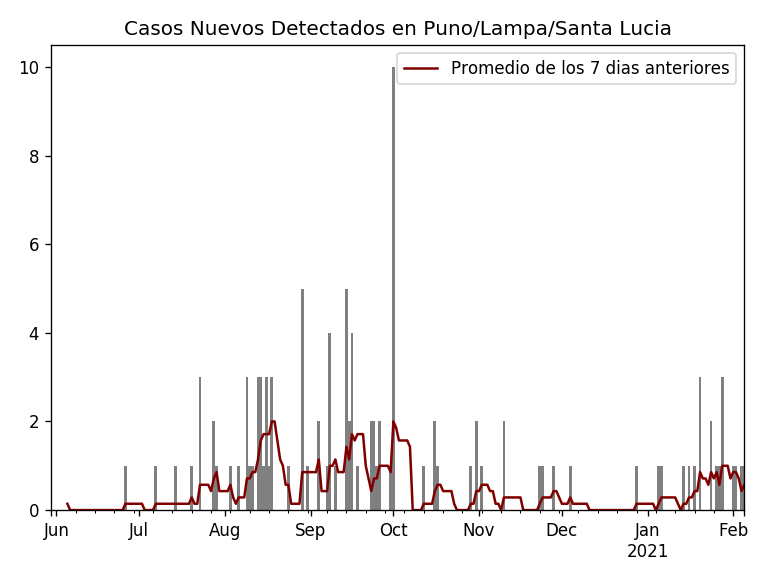 Casos Nuevos Detectados en Puno/Lampa/Santa Lucia
Promedio de los 7 dias anteriores
10
8
6
4
2
0
Jun Jul Aug Sep Oct Nov Dec Jan Feb
2021